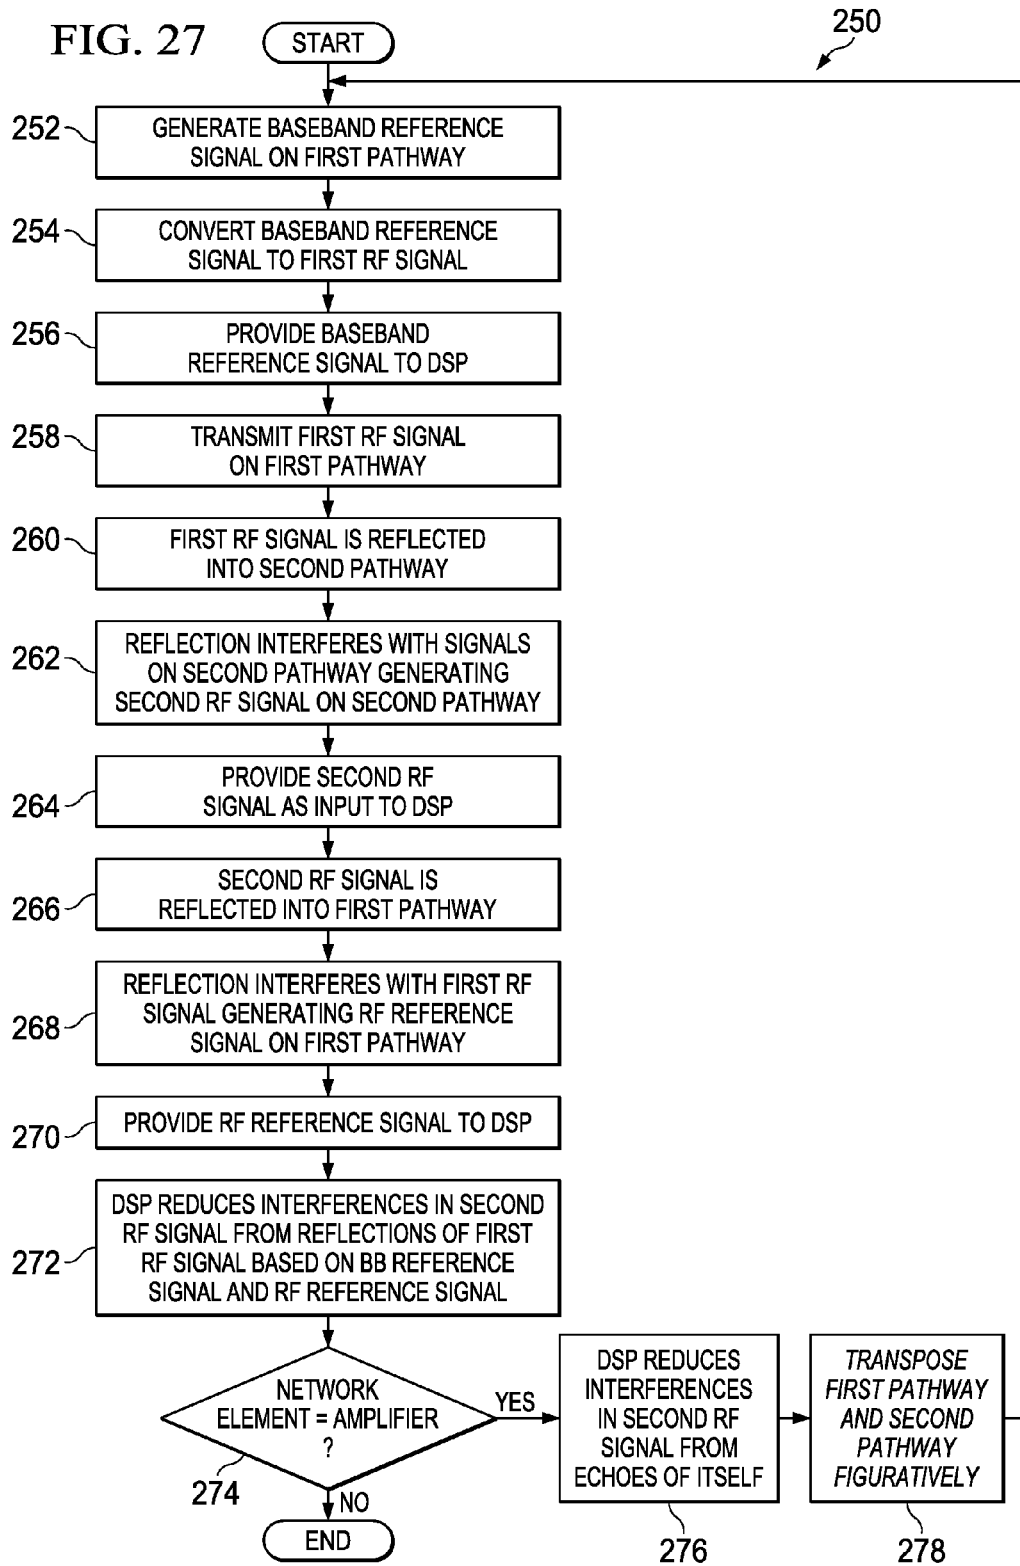 FIG. 27
START
250
252
GENERATE BASEBAND REFERENCE
SIGNAL ON FIRST PATHWAY
254
CONVERT BASEBAND REFERENCE
SIGNAL TO FIRST RF SIGNAL
256
PROVIDE BASEBAND
REFERENCE SIGNAL TO DSP
258
TRANSMIT FIRST RF SIGNAL
ON FIRST PATHWAY
260
FIRST RF SIGNAL IS REFLECTED
INTO SECOND PATHWAY
262
REFLECTION INTERFERES WITH SIGNALS
ON SECOND PATHWAY GENERATING
SECOND RF SIGNAL ON SECOND PATHWAY
264
PROVIDE SECOND RF
SIGNAL AS INPUT TO DSP
266
SECOND RF SIGNAL IS
REFLECTED INTO FIRST PATHWAY
268
REFLECTION INTERFERES WITH FIRST RF
SIGNAL GENERATING RF REFERENCE
SIGNAL ON FIRST PATHWAY
270
PROVIDE RF REFERENCE SIGNAL TO DSP
272
DSP REDUCES INTERFERENCES IN SECOND
RF SIGNAL FROM REFLECTIONS OF FIRST
RF SIGNAL BASED ON BB REFERENCE
SIGNAL AND RF REFERENCE SIGNAL
NETWORK
ELEMENT = AMPLIFIER
?
274
YES
NO
END
DSP REDUCES
INTERFERENCES
IN SECOND RF
SIGNAL FROM
ECHOES OF ITSELF
276
TRANSPOSE
FIRST PATHWAY
AND SECOND
PATHWAY
FIGURATIVELY
278